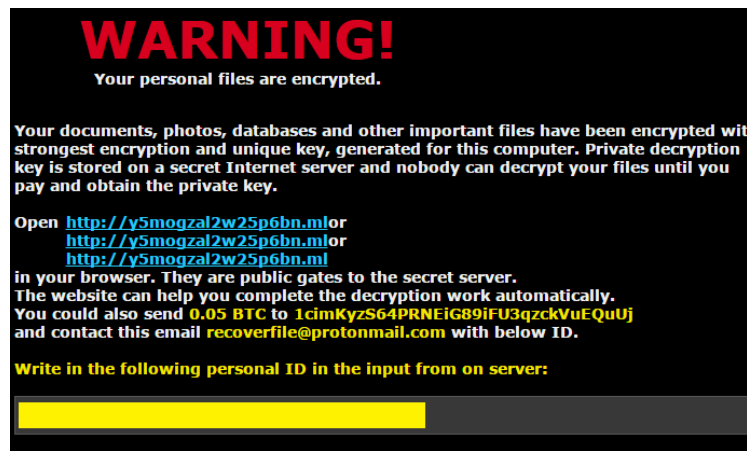 WARNING!
Your personal files are encrypted.
Your documents, photos, databases and other important files have been encrypted wit
strongest encryption and unique key, generated for this computer. Private decryption
key is stored on a secret Internet server and nobody can decrypt your files until you
pay and obtain the private key.
Open http://y5mogzal2w25p6bn.mlor
http://y5mogzal2w25p6bn.mlor
http://y5mogzal2w25p6bn.ml
in your browser. They are public gates to the secret server.
The website can help you complete the decryption work automatically.
You could also send 0.05 BTC to 1cimKyzS64PRNEiG89iFU3qzckVuEQuUj
and contact this email recoverfile@protonmail.com with below ID.
Write in the following personal ID in the input from on server: